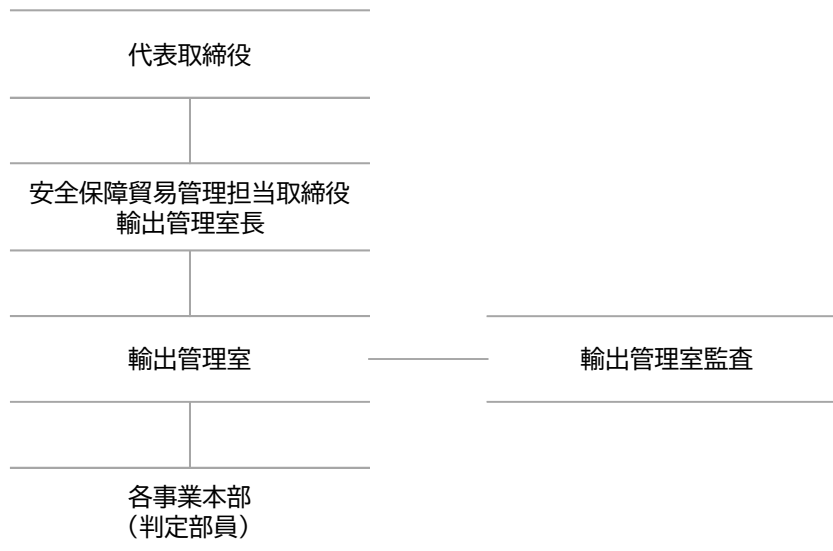 代表取締役
安全保障貿易管理担当取締役
輸出管理室長
輸出管理室
輸出管理室監査
各事業本部
（判定部員）